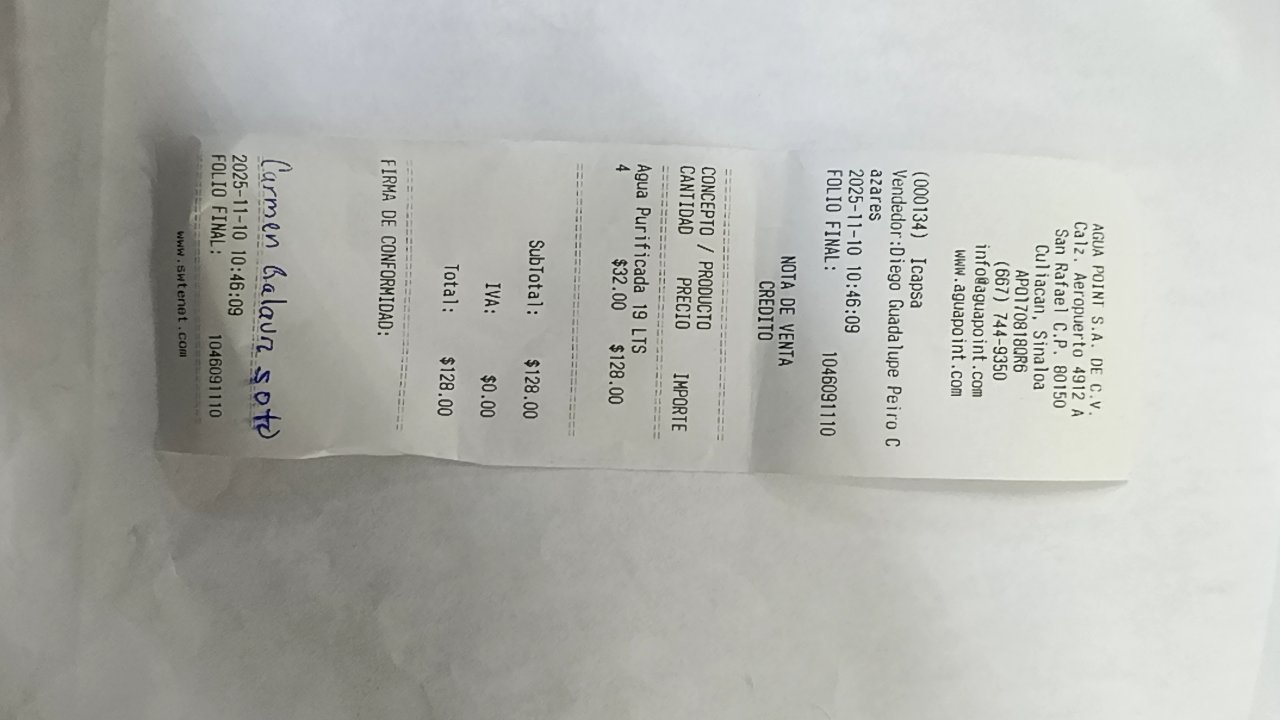 AGUA POINT S.A. DE C.V.
Calz. Aeropuerto 4912 A
San Rafael C.P. 80150
Culiacan, Sinaloa
APO170818QR6
(667) 744-9350
info@aguapoint.com
www.aguapoint.com
(000134) Icapsa
Vendedor:Diego Guadalupe Peiro C
azares
2025-11-10 10:46:09
FOLIO FINAL: 1046091110
NOTA DE VENTA
CREDITO
CONCEPTO / PRODUCTO
CANTIDAD PRECIO IMPORTE
Agua Purificada 19 LTS
4 $32.00 $128.00
SubTotal: $128.00
IVA: $0.00
Total: $128.00
FIRMA DE CONFORMIDAD:
Carmen soto
2025-11-10 10:46:09
FOLIO FINAL: 1046091110
www.swtenet.com